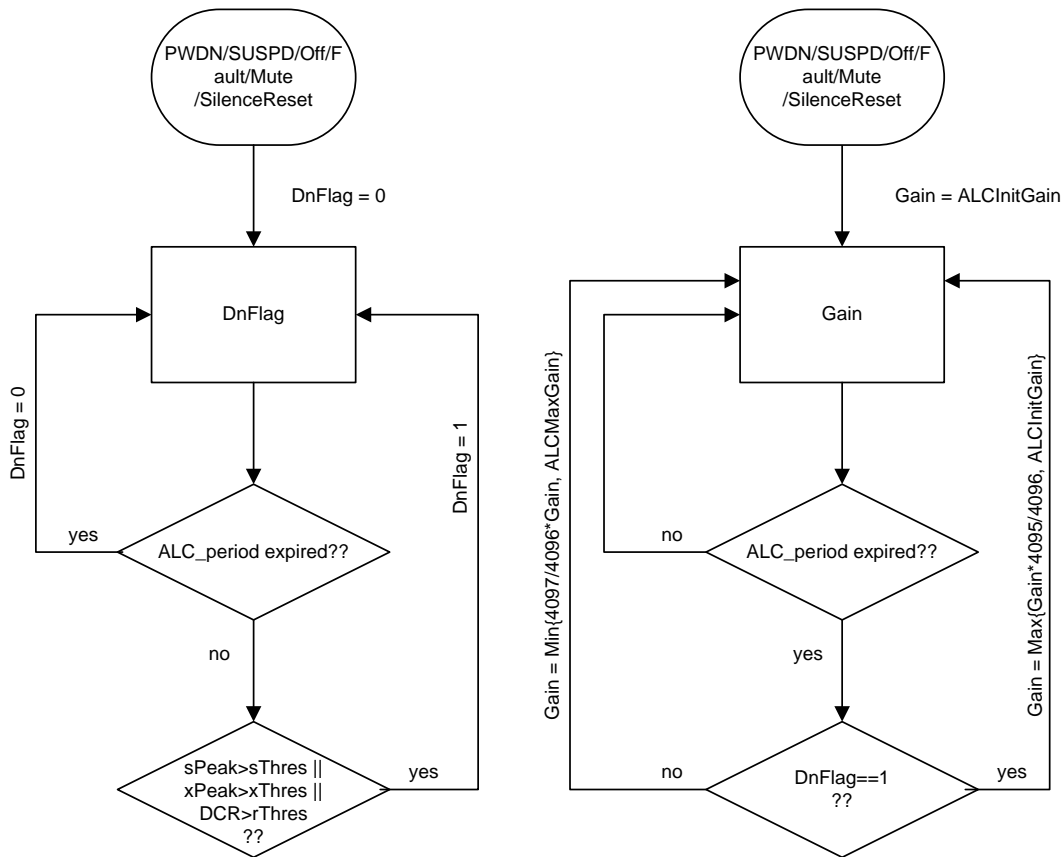 PWDN/SUSPD/Off/F
ault/Mute
/SilenceReset
DnFlag = 0
DnFlag
DnFlag = 0
DnFlag = 1
yes
ALC_period expired??
no
sPeak>sThres ||
xPeak>xThres ||
DCR>rThres
??
yes
PWDN/SUSPD/Off/F
ault/Mute
/SilenceReset
Gain = ALCInitGain
Gain
Gain = Min{4097/4096*Gain, ALCMaxGain}
Gain = Max{Gain*4095/4096, ALCInitGain}
no
ALC_period expired??
yes
no
DnFlag==1
??
yes